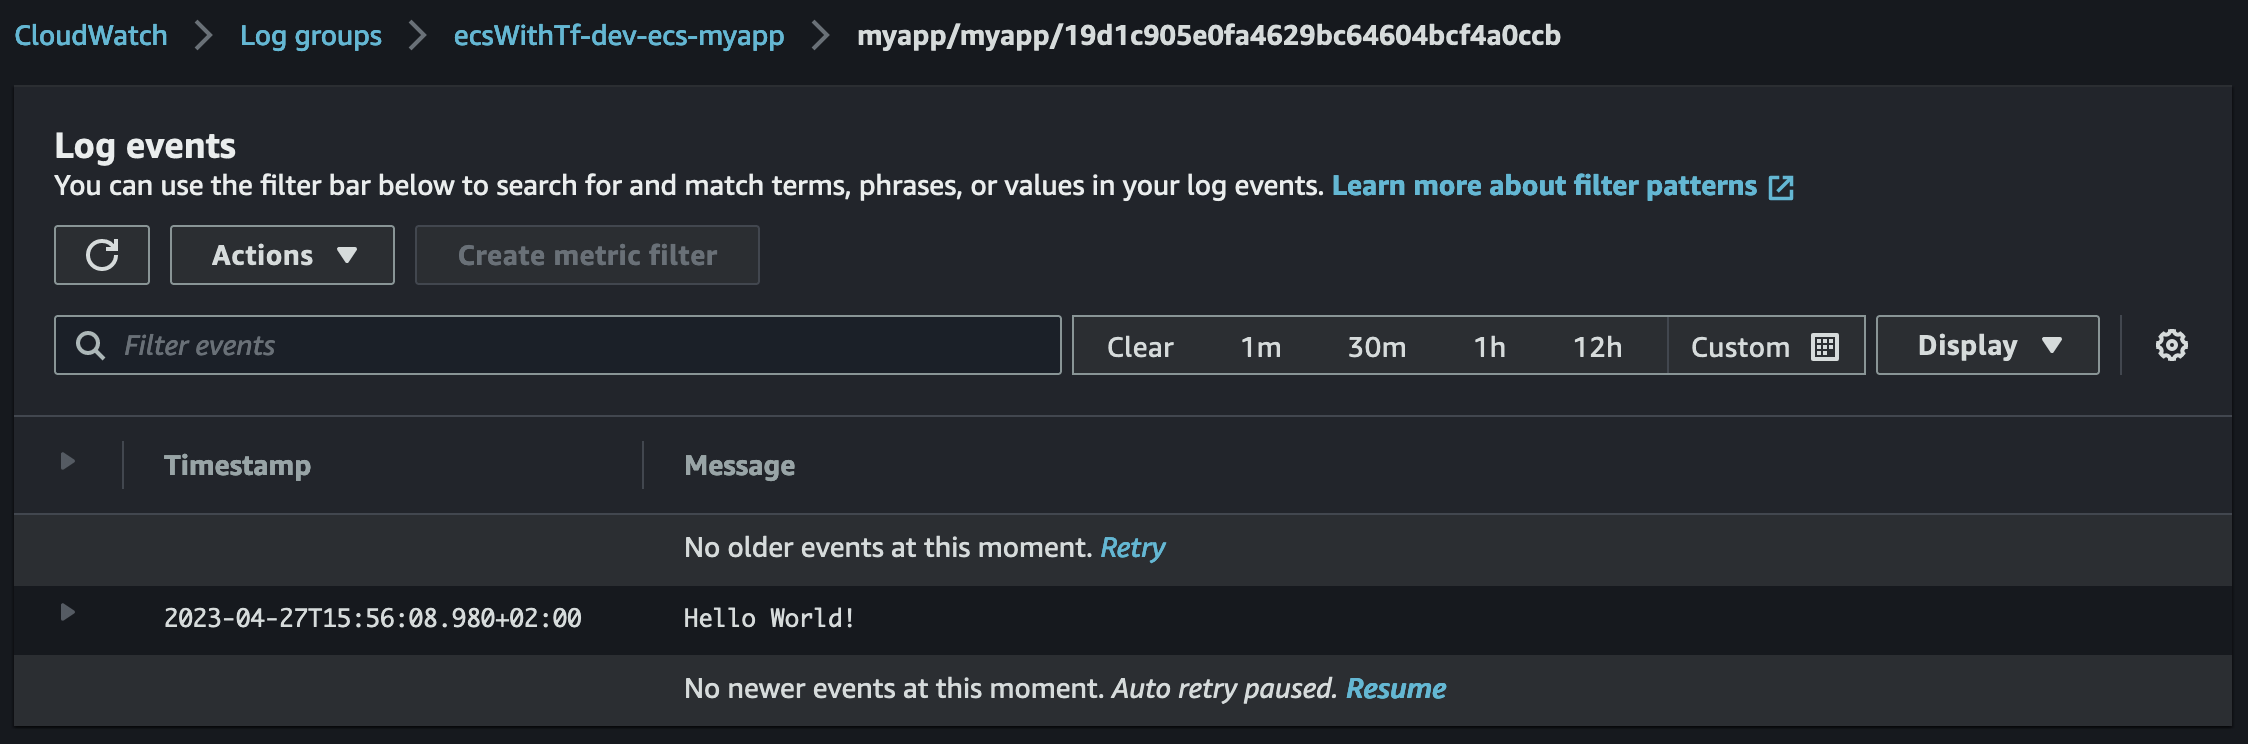 CloudWatch > Log groups > ecsWithTf-dev-ecs-myapp > myapp/myapp/19d1c905e0fa4629bc64604bcf4a0ccb
Log events
You can use the filter bar below to search for and match terms, phrases, or values in your log events. Learn more about filter patterns
Actions Create metric filter
Filter events Clear 1m 30m 1h 12h Custom Display
Timestamp Message
No older events at this moment. Retry
2023-04-27T15:56:08.980+02:00 Hello World!
No newer events at this moment. Auto retry paused. Resume